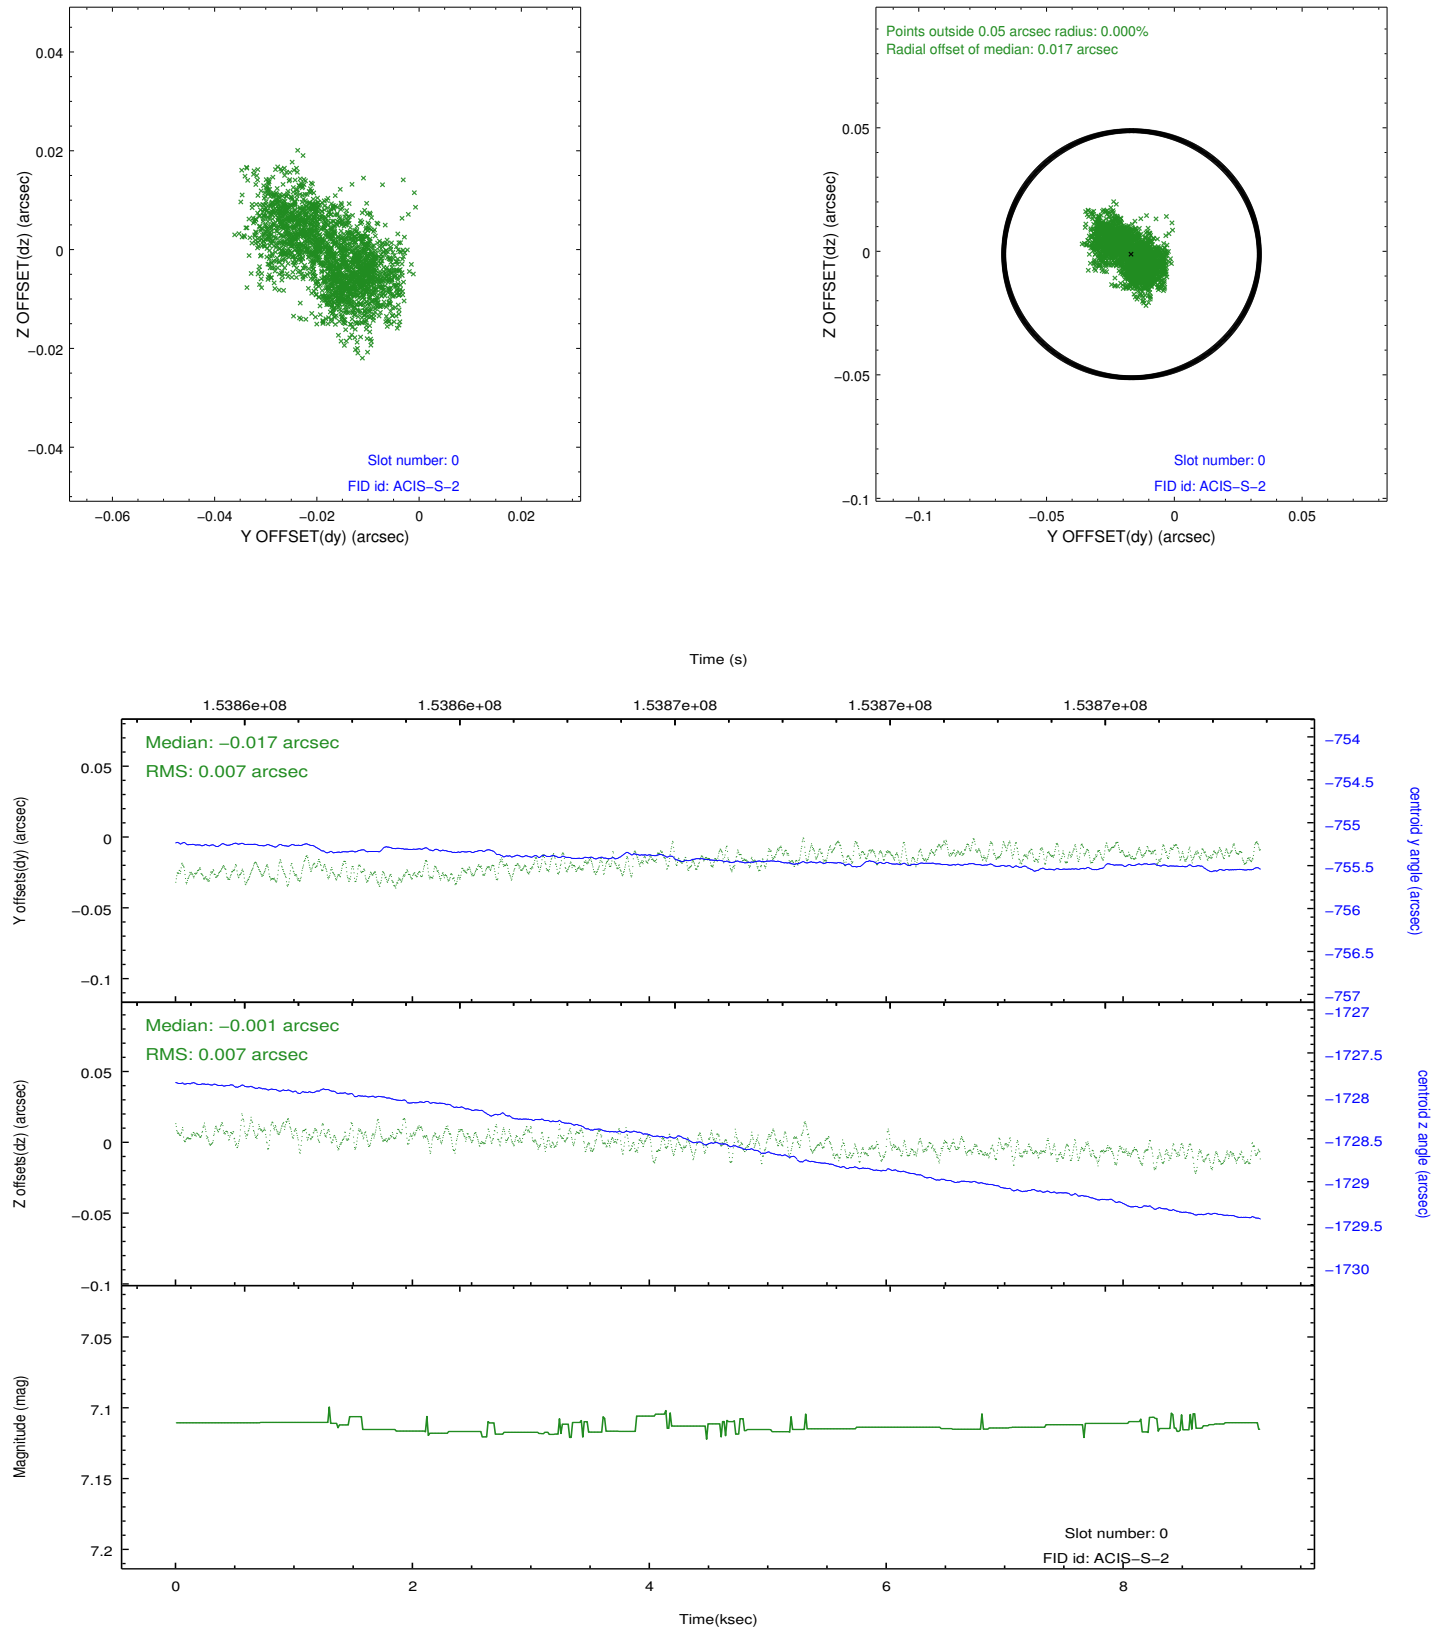 0.04
0.02
0
−0.02
−0.04
Z OFFSET(dz) (arcsec)
Slot number: 0
FID id: ACIS−S−2
−0.06
−0.04
−0.02
0
0.02
Y OFFSET(dy) (arcsec)
Points outside 0.05 arcsec radius: 0.000%
Radial offset of median: 0.017 arcsec
0.05
0
−0.05
−0.1
Z OFFSET(dz) (arcsec)
Slot number: 0
FID id: ACIS−S−2
−0.1
−0.05
0
0.05
Y OFFSET(dy) (arcsec)
Time (s)
1.5386e+08
1.5386e+08
1.5387e+08
1.5387e+08
1.5387e+08
Median: −0.017 arcsec
RMS: 0.007 arcsec
0.05
0
−0.05
−0.1
Y offsets(dy) (arcsec)
−754
−754.5
−755
−755.5
−756
−756.5
−757
centroid y angle (arcsec)
Median: −0.001 arcsec
RMS: 0.007 arcsec
0.05
0
−0.05
−0.1
Z offsets(dz) (arcsec)
−1727
−1727.5
−1728
−1728.5
−1729
−1729.5
−1730
centroid z angle (arcsec)
7.05
7.1
7.15
7.2
Magnitude (mag)
Slot number: 0
FID id: ACIS−S−2
0
2
4
6
8
Time(ksec)